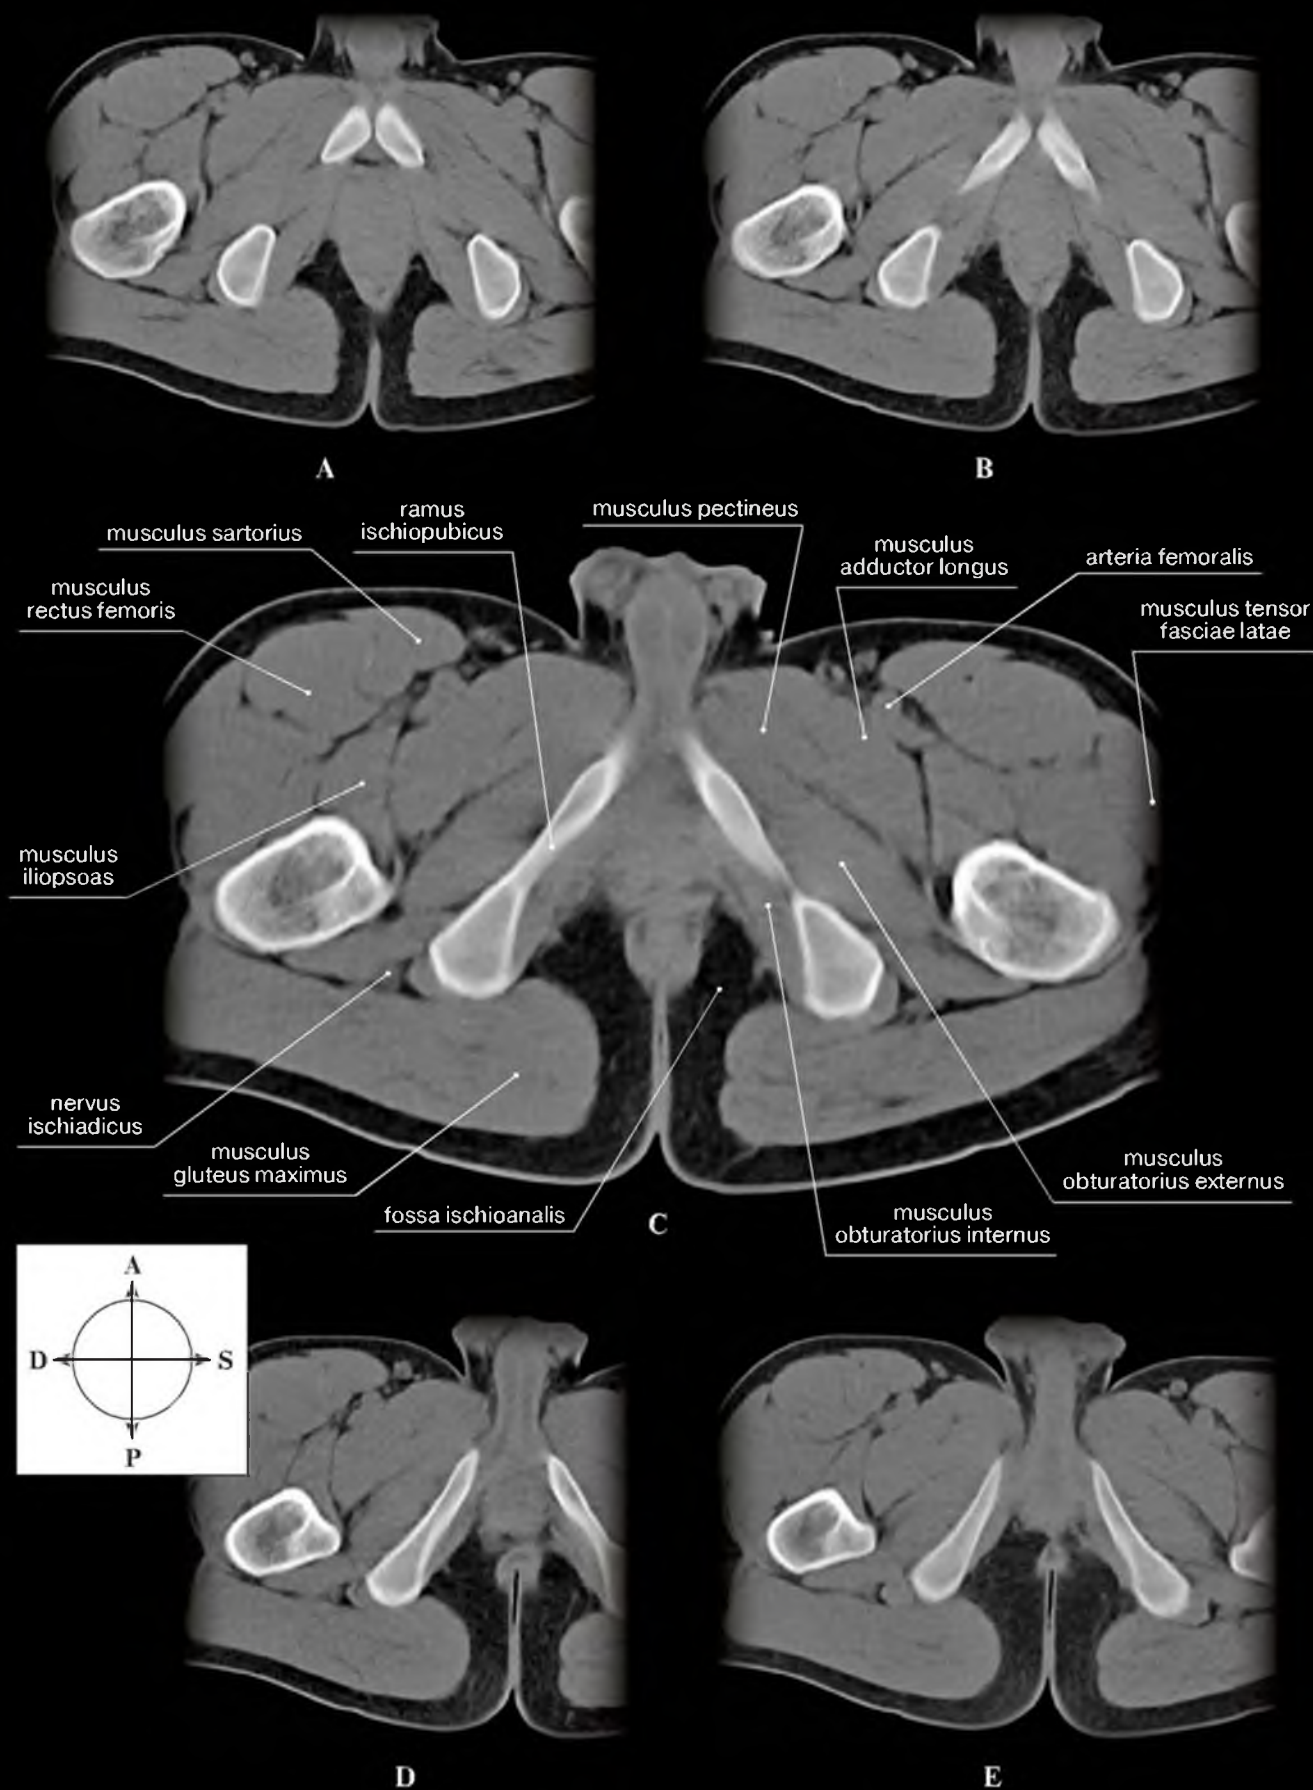 A
B
musculus sartorius
ramus
ischiopubicus
musculus pectineus
musculus
adductor longus
arteria femoralis
musculus
rectus femoris
musculus tensor
fasciae latae
musculus
iliopsoas
nervus
ischiadicus
musculus
gluteus maximus
fossa ischioanalis
C
musculus
obturatorius internus
musculus
obturatorius externus
A
D S
P
D
E